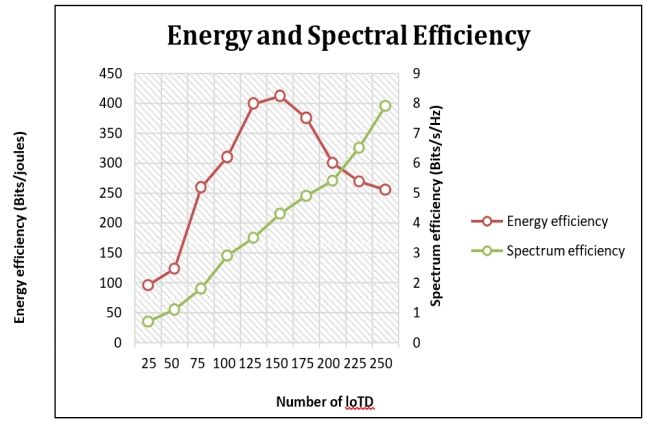 Energy and Spectral Efficiency
Energy efficiency (Bits/joules)
450
400
350
300
250
200
150
100
50
0
9
8
7
6
5
4
3
2
1
0
Spectrum efficiency (Bits/s/Hz)
Energy efficiency
Spectrum efficiency
25 50 75 100 125 150 175 200 225 250
Number of IoTD